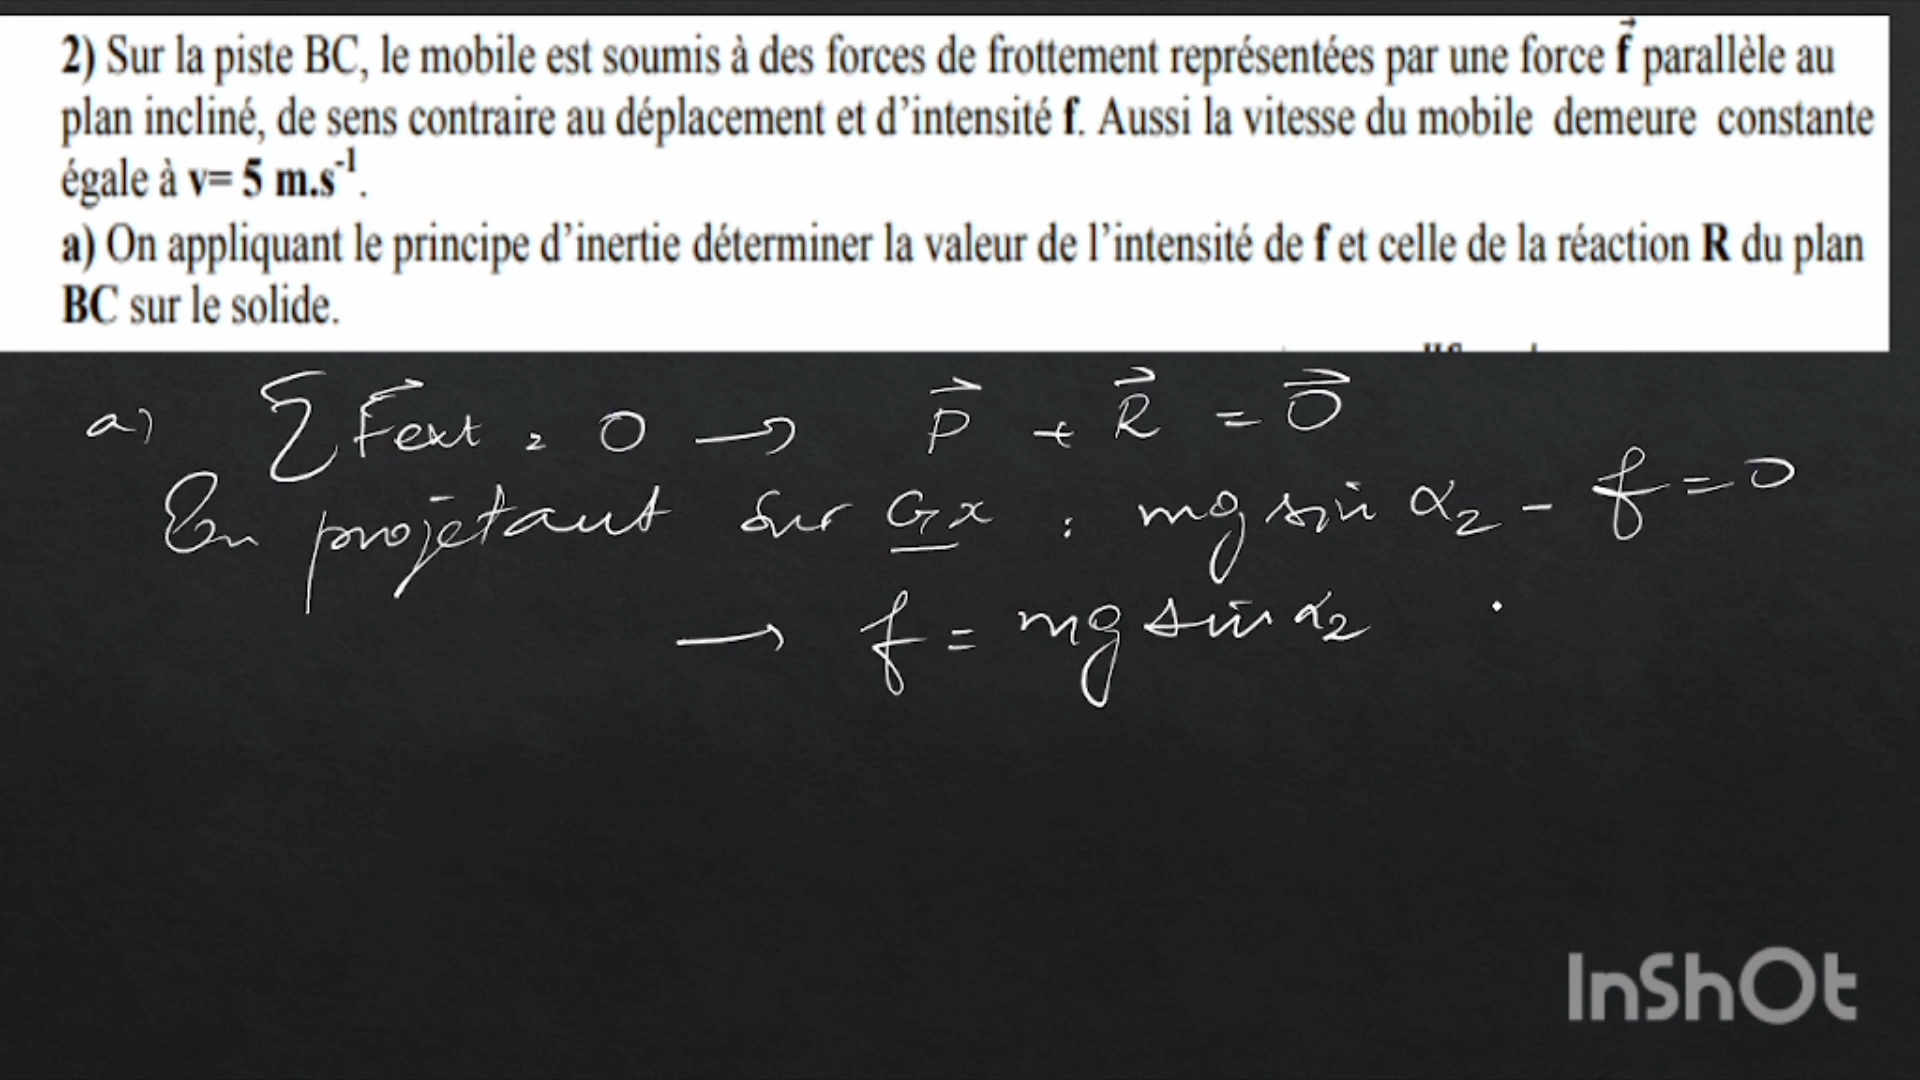 2) Sur la piste BC, le mobile est soumis à des forces de frottement représentées par une force f⃗ parallèle au
plan incliné, de sens contraire au déplacement et d'intensité f. Aussi la vitesse du mobile demeure constante
égale à v= 5 m.s⁻¹.
a) On appliquant le principe d'inertie déterminer la valeur de l'intensité de f et celle de la réaction R du plan
BC sur le solide.
a) Σ F⃗ext = 0 → P⃗ + R⃗ = 0⃗
En projetant sur Gx : mg sin α₂ - f = 0
→ f = mg sin α₂
InShOt